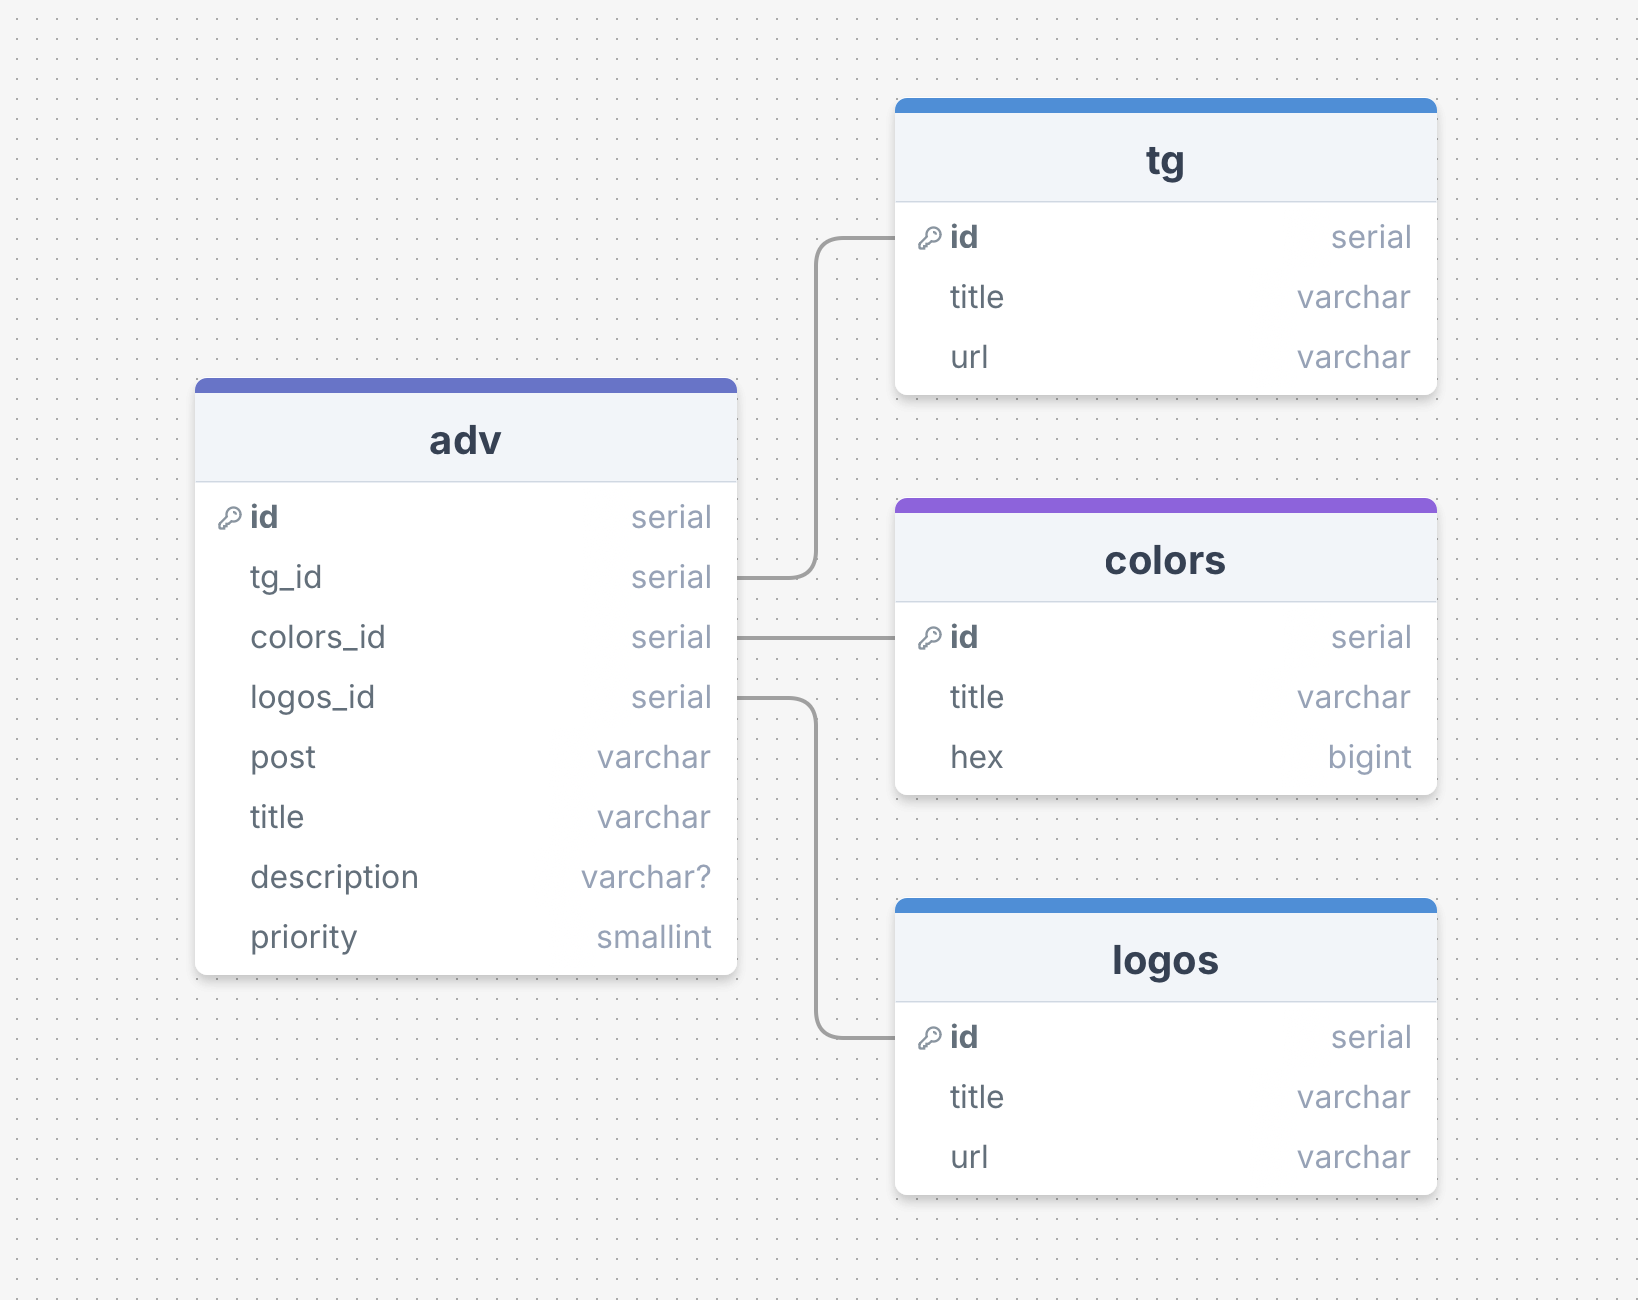 adv
id serial
tg_id serial
colors_id serial
logos_id serial
post varchar
title varchar
description varchar?
priority smallint
tg
id serial
title varchar
url varchar
colors
id serial
title varchar
hex bigint
logos
id serial
title varchar
url varchar